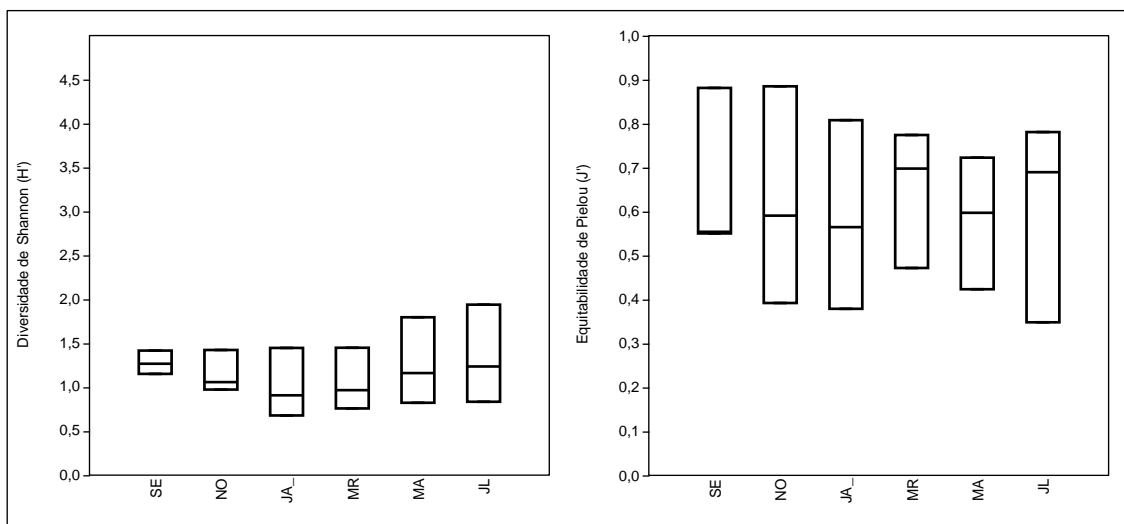 Diversidade de Shannon (H')
4,5
4,0
3,5
3,0
2,5
2,0
1,5
1,0
0,5
0,0
SE
NO
JA_
MR
MA
JL
Equitabilidade de Pielou (J')
1,0
0,9
0,8
0,7
0,6
0,5
0,4
0,3
0,2
0,1
0,0
SE
NO
JA_
MR
MA
JL